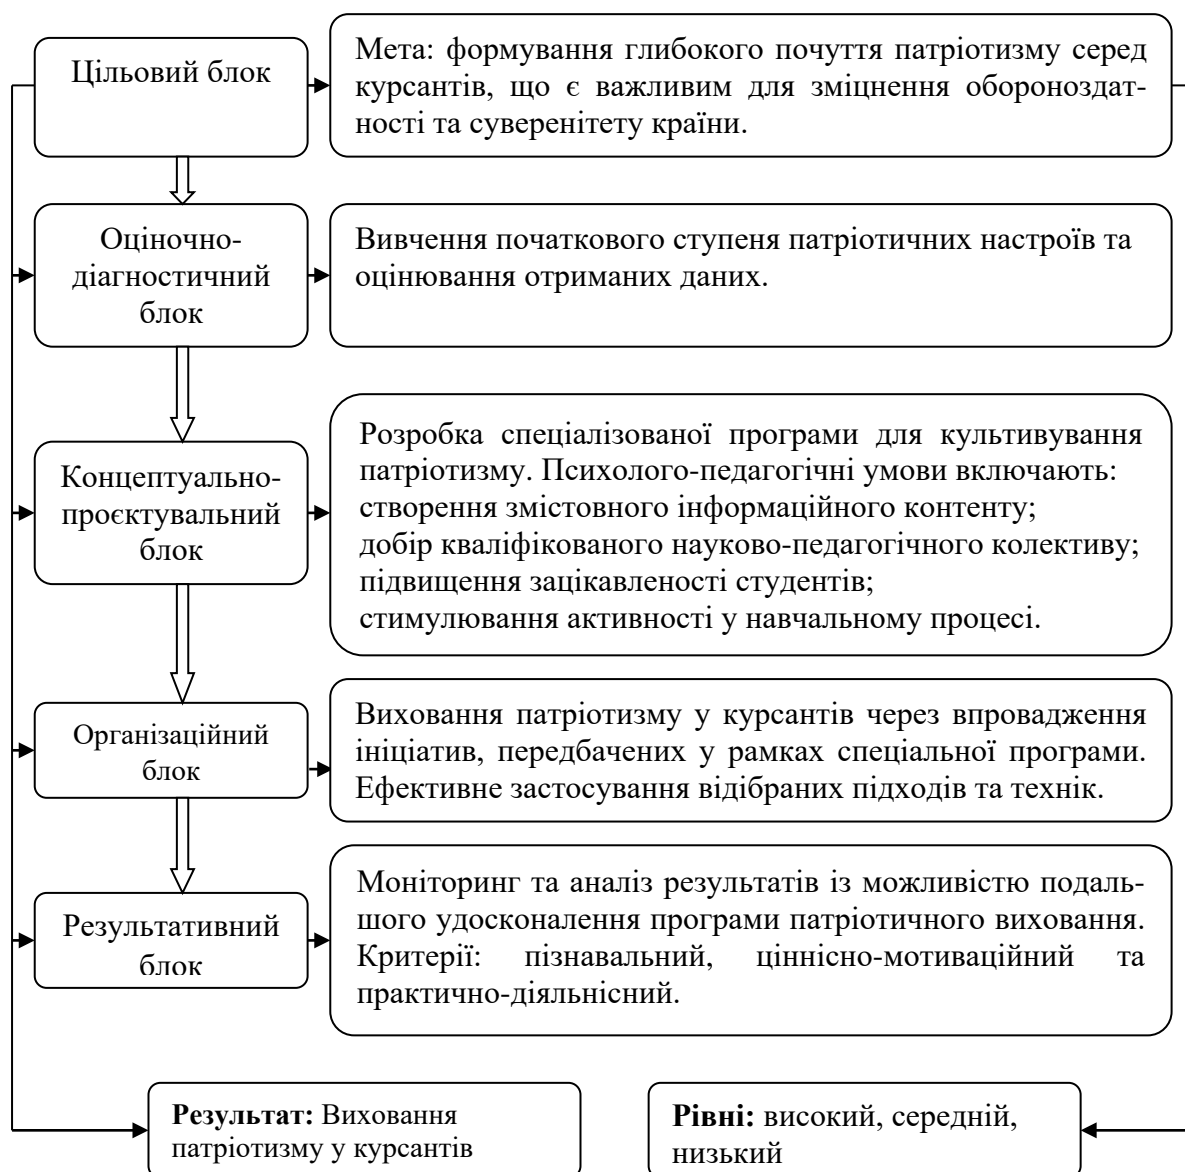 Цільовий блок
Мета: формування глибокого почуття патріотизму серед
курсантів, що є важливим для зміцнення обороноздат-
ності та суверенітету країни.
Оціночно-
діагностичний
блок
Вивчення початкового ступеня патріотичних настроїв та
оцінювання отриманих даних.
Концептуально-
проєктувальний
блок
Розробка спеціалізованої програми для культивування
патріотизму. Психолого-педагогічні умови включають:
створення змістовного інформаційного контенту;
добір кваліфікованого науково-педагогічного колективу;
підвищення зацікавленості студентів;
стимулювання активності у навчальному процесі.
Організаційний
блок
Виховання патріотизму у курсантів через впровадження
ініціатив, передбачених у рамках спеціальної програми.
Ефективне застосування відібраних підходів та технік.
Результативний
блок
Моніторинг та аналіз результатів із можливістю подаль-
шого удосконалення програми патріотичного виховання.
Критерії: пізнавальний, ціннісно-мотиваційний та
практично-діяльнісний.
Результат: Виховання
патріотизму у курсантів
Рівні: високий, середній,
низький